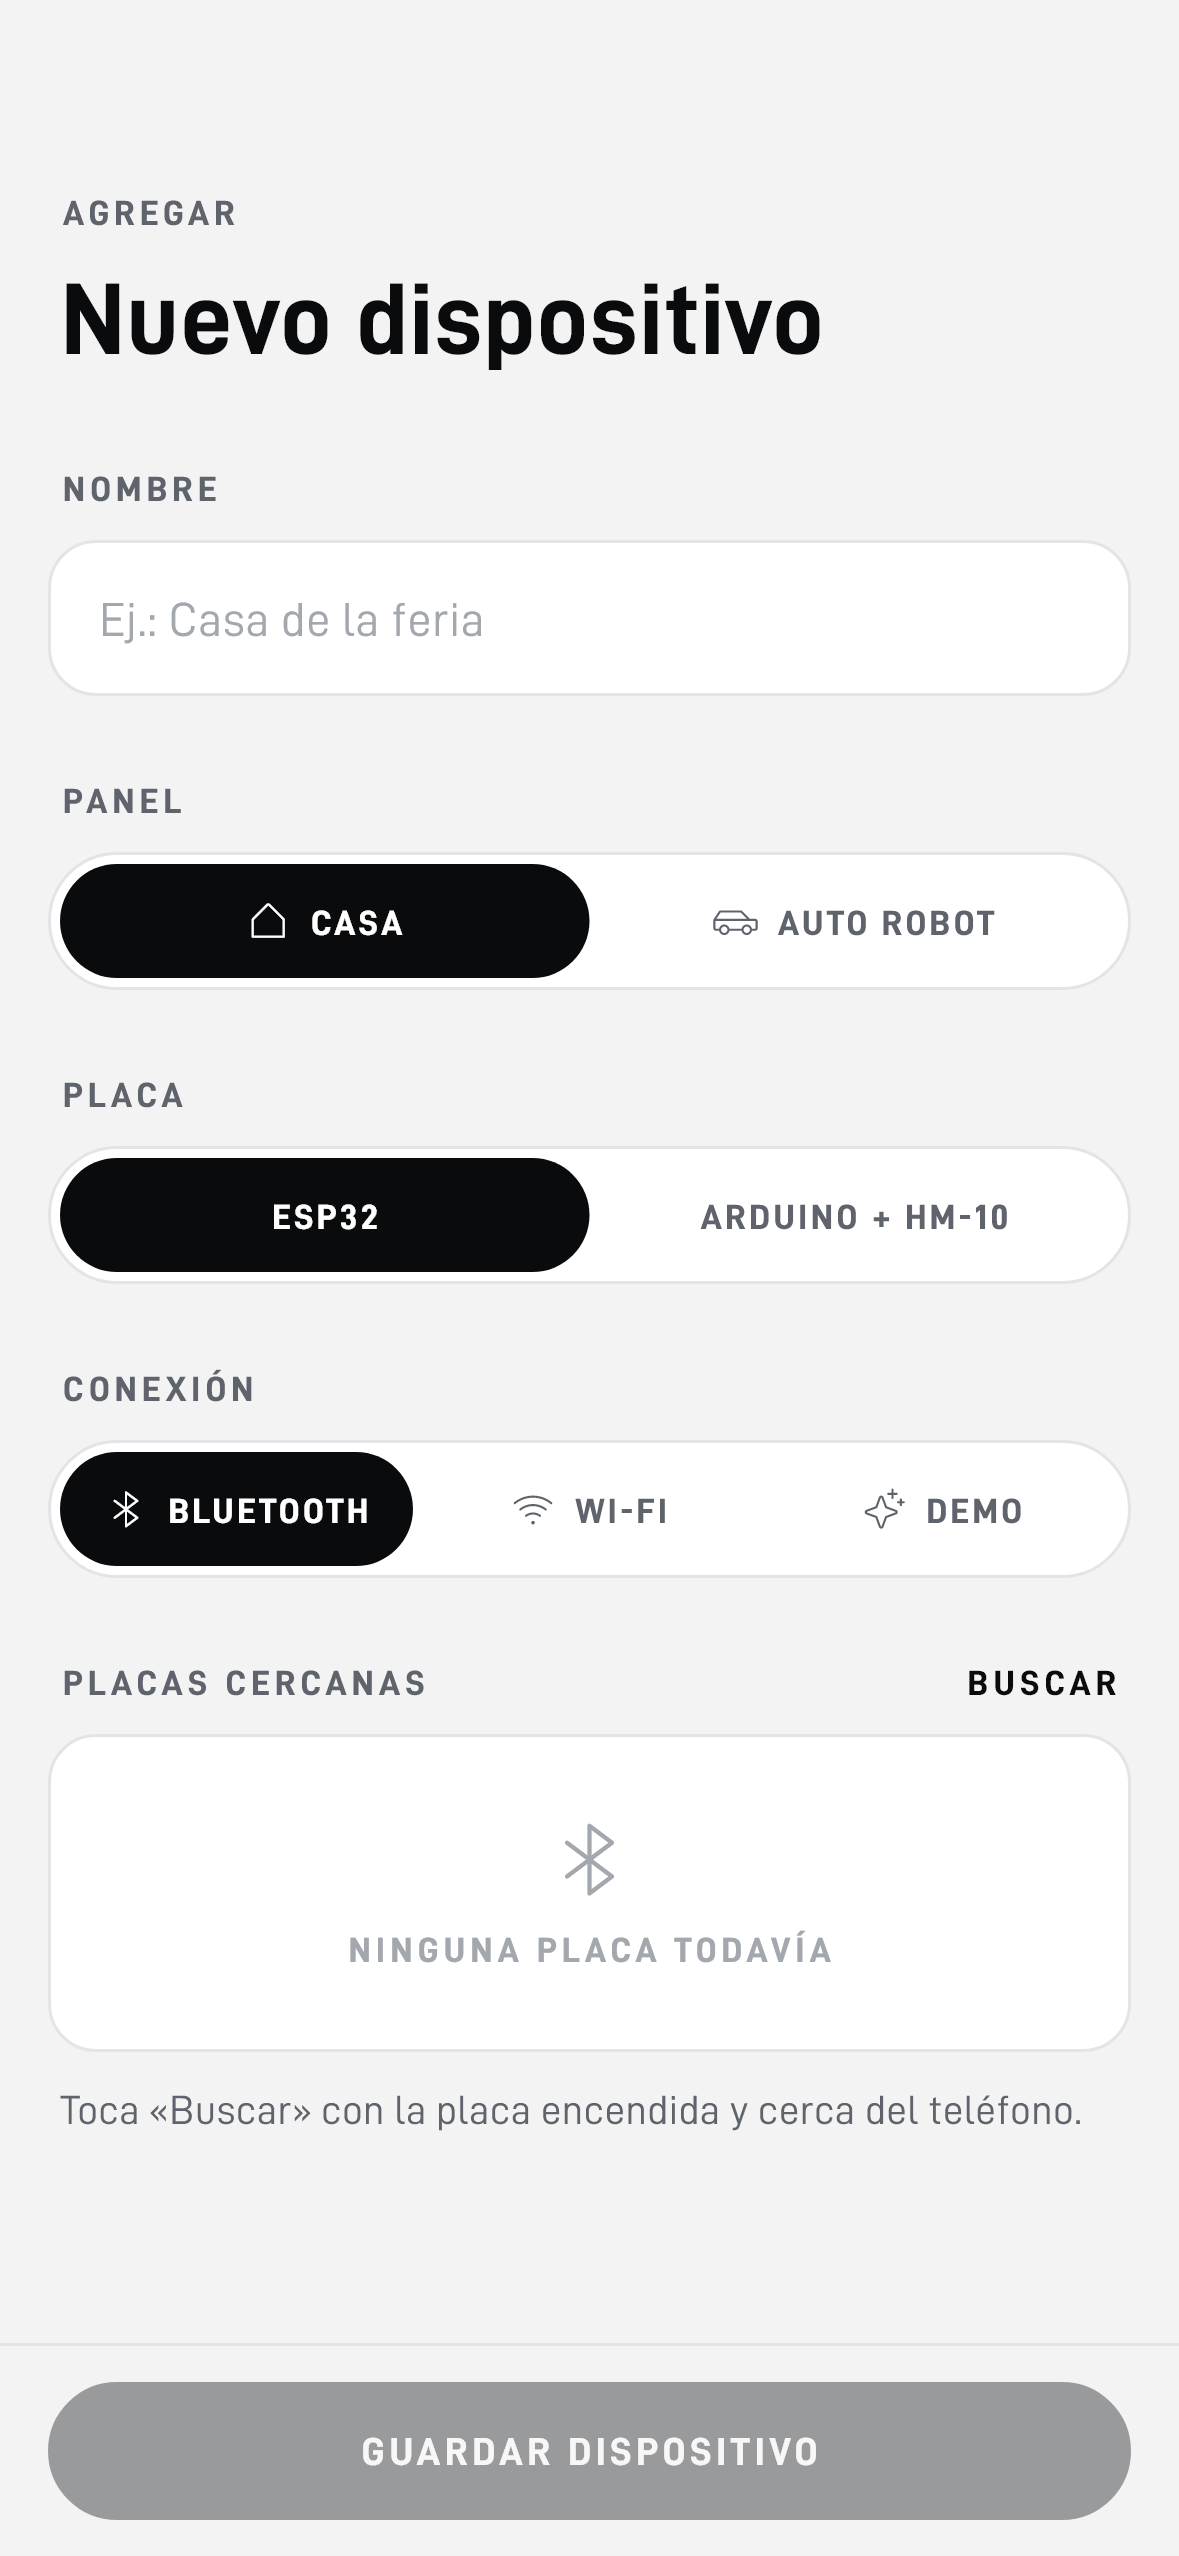 AGREGAR
Nuevo dispositivo
NOMBRE
Ej.: Casa de la feria
PANEL
CASA
AUTO ROBOT
PLACA
ESP32
ARDUINO + HM-10
CONEXIÓN
BLUETOOTH
WI-FI
DEMO
PLACAS CERCANAS
BUSCAR
NINGUNA PLACA TODAVÍA
Toca «Buscar» con la placa encendida y cerca del teléfono.
GUARDAR DISPOSITIVO